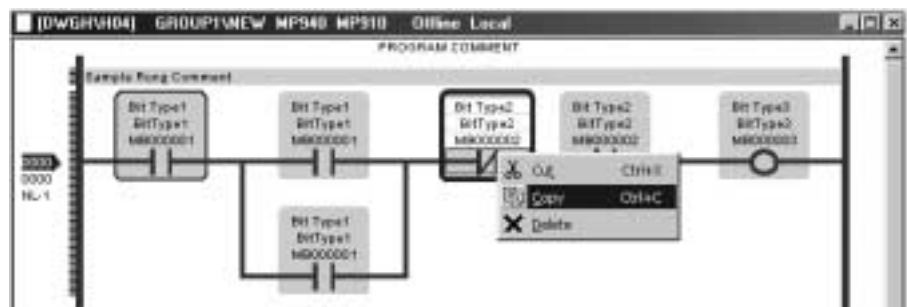 [DWGH\H04] GROUP1\NEW MP940 MP910 Offline Local
PROGRAM COMMENT
Sample Rung Comment
Bit Type1
BitType1
MB000001
Bit Type1
BitType1
MB000001
Bit Type2
BitType2
MB000002
Bit Type2
BitType2
MB000002
Bit Type3
BitType3
MB000003
0000
0000
NL-1
Cut Ctrl+X
Copy Ctrl+C
Delete
Bit Type1
BitType1
MB000001